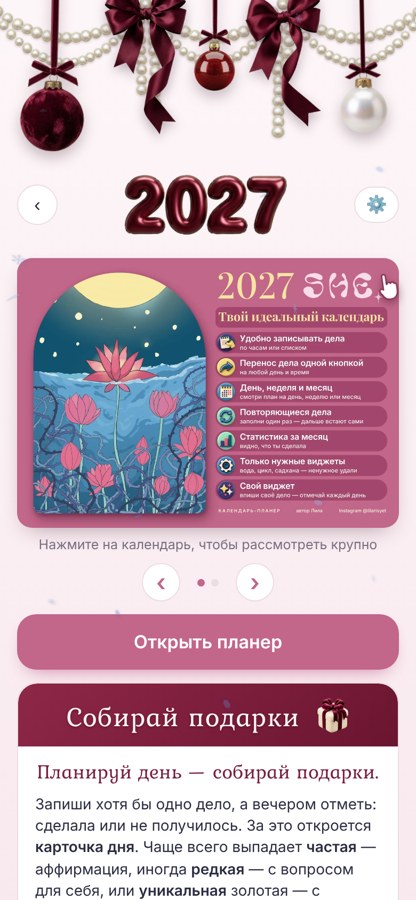 2027
2027 SHE
Твой идеальный календарь
Удобно записывать дела
по часам или списком
Перенос дела одной кнопкой
на любой день и время
День, неделя и месяц
смотри план на день, неделю или месяц
Повторяющиеся дела
заполни один раз — дальше встают сами
Статистика за месяц
видно, что ты сделала
Только нужные виджеты
вода, цикл, садхана — ненужное удали
Свой виджет
впиши своё дело — отмечай каждый день
КАЛЕНДАРЬ-ПЛАНЕР
Нажмите на календарь, чтобы рассмотреть крупно
Открыть планер
Собирай подарки
Планируй день — собирай подарки.
Запиши хотя бы одно дело, а вечером отметь:
сделала или не получилось. За это откроется
карточка дня. Чаще всего выпадает частая —
аффирмация, иногда редкая — с вопросом
для себя, или уникальная золотая — с